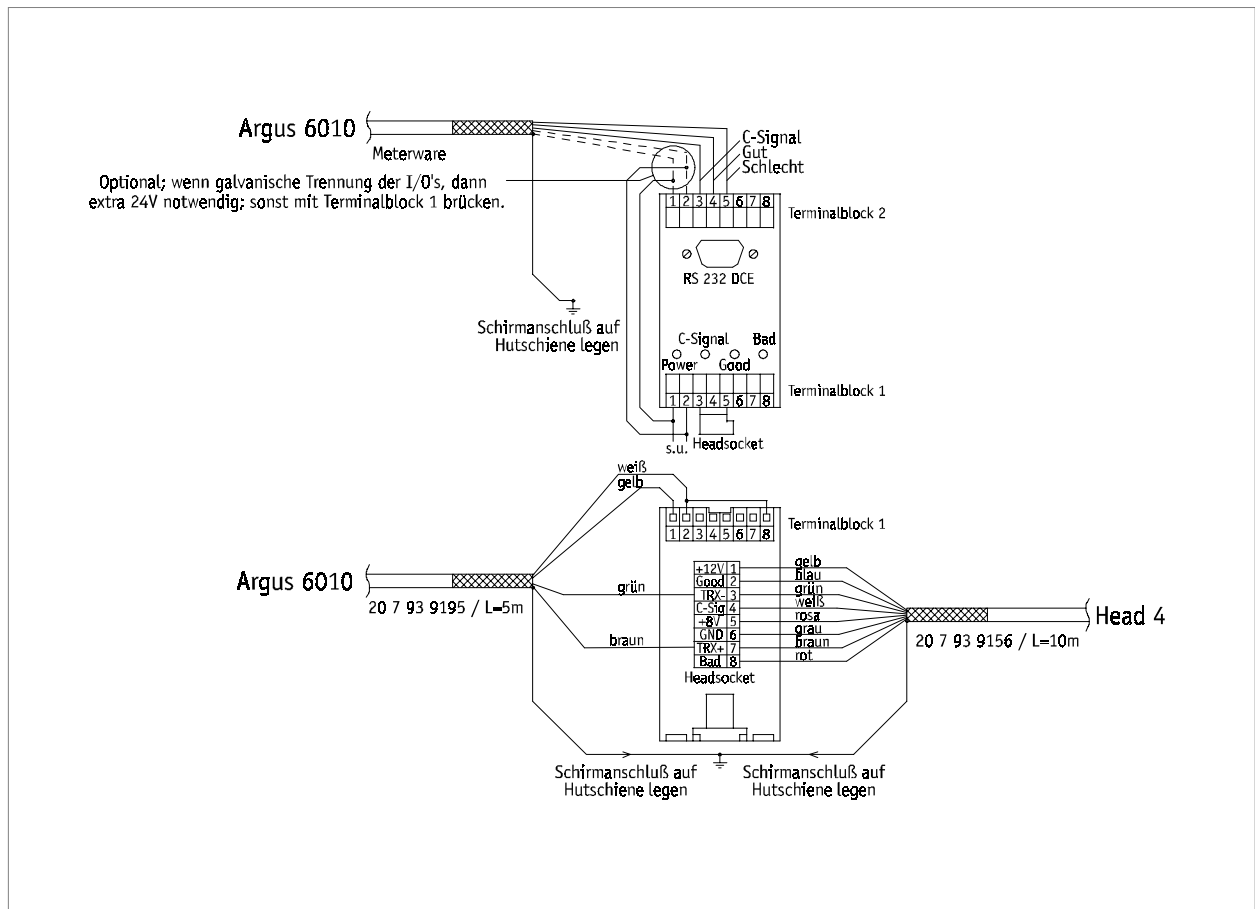 Argus 6010
Meterware
C-Signal
Gut
Schlecht
Optional; wenn galvanische Trennung der I/O's, dann
extra 24V notwendig; sonst mit Terminalblock 1 brücken.
1 2 3 4 5 6 7 8
Terminalblock 2
RS 232 DCE
Schirmanschluß auf
Hutschiene legen
C-Signal Bad
Power Good
Terminalblock 1
1 2 3 4 5 6 7 8
s.u. Headsocket
weiß
gelb
Terminalblock 1
1 2 3 4 5 6 7 8
Argus 6010
20 7 93 9195 / L=5m
grün
braun
+12V 1 gelb
Good 2 blau
TRX- 3 grün
C-Sig 4 weiß
+8V 5 rosa
GND 6 grau
TRX+ 7 braun
Bad 8 rot
Headsocket
Head 4
20 7 93 9156 / L=10m
Schirmanschluß auf
Hutschiene legen
Schirmanschluß auf
Hutschiene legen